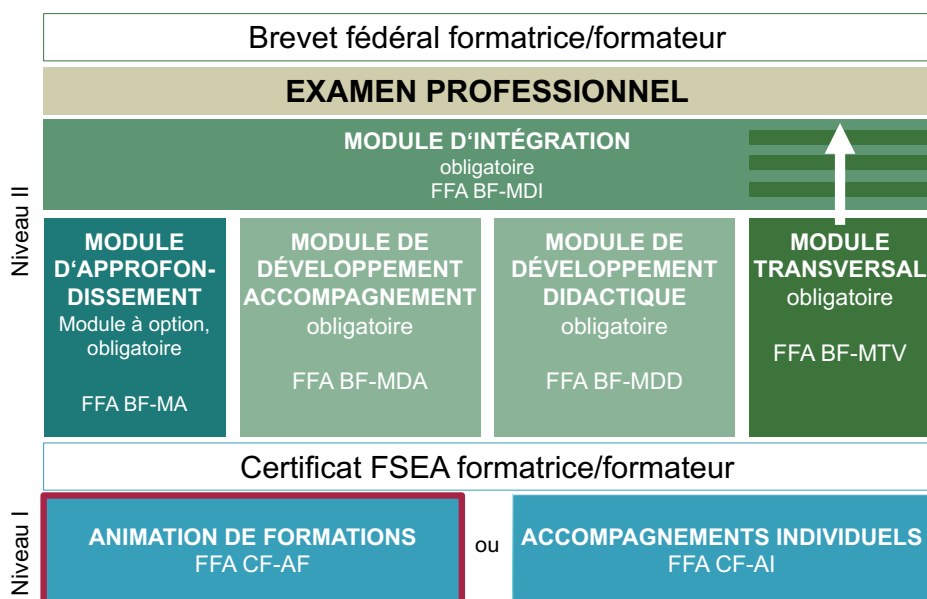 Brevet fédéral formatrice/formateur
EXAMEN PROFESSIONNEL
MODULE D‘INTÉGRATION
obligatoire
FFA BF-MDI
Niveau II
MODULE
D‘APPROFON-
DISSEMENT
Module à option,
obligatoire
FFA BF-MA
MODULE DE
DÉVELOPPEMENT
ACCOMPAGNEMENT
obligatoire
FFA BF-MDA
MODULE DE
DÉVELOPPEMENT
DIDACTIQUE
obligatoire
FFA BF-MDD
MODULE
TRANSVERSAL
obligatoire
FFA BF-MTV
Certificat FSEA formatrice/formateur
Niveau I
ANIMATION DE FORMATIONS
FFA CF-AF
ou
ACCOMPAGNEMENTS INDIVIDUELS
FFA CF-AI